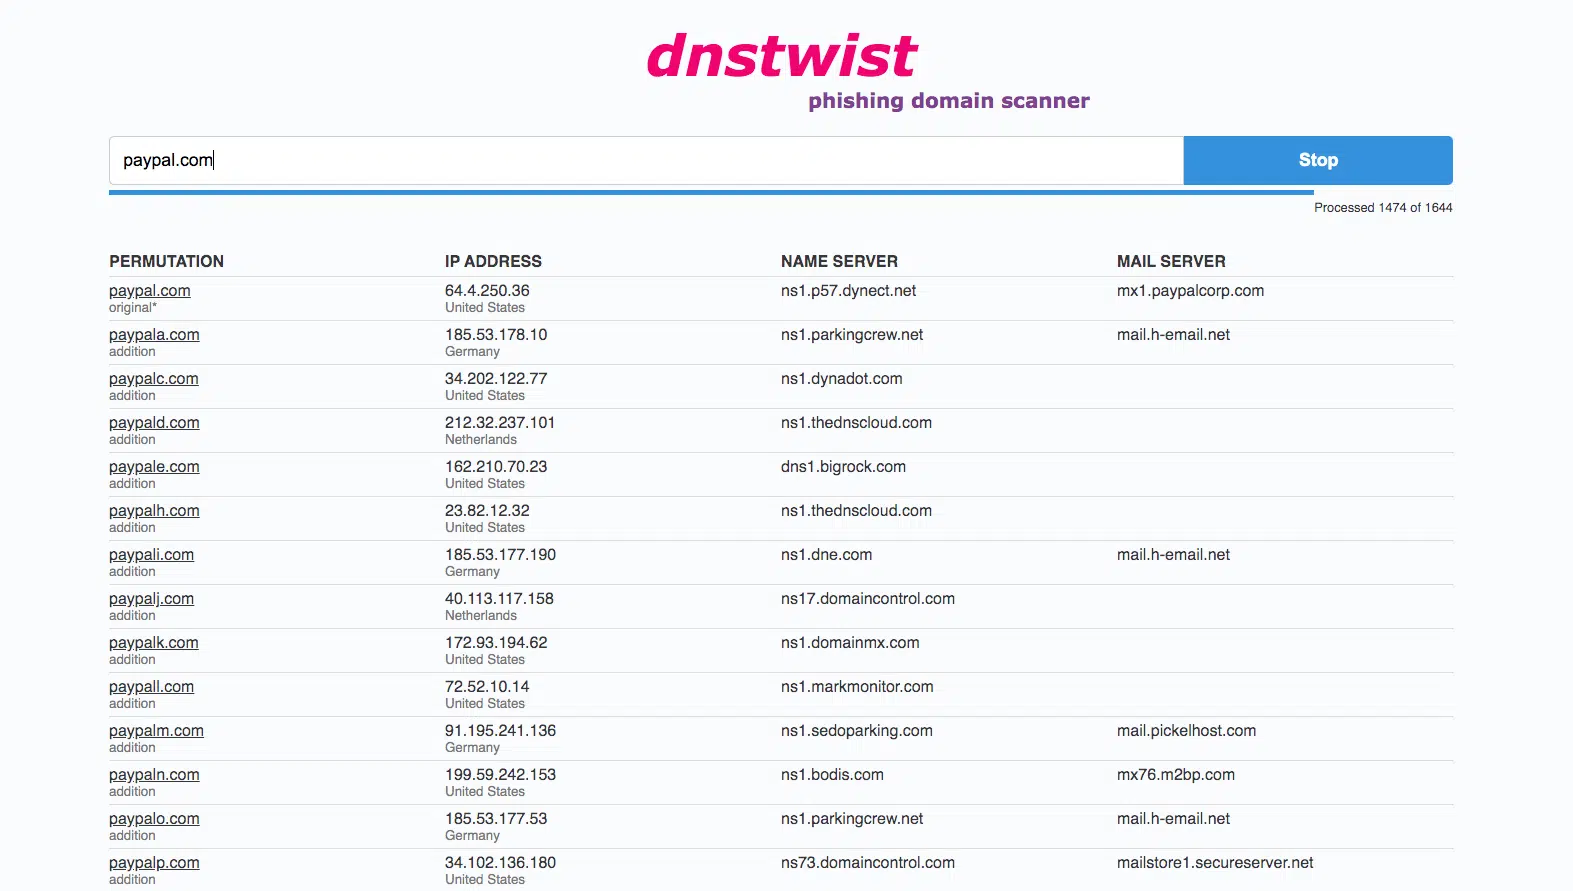 dnstwist
phishing domain scanner
paypal.com Stop
Processed 1474 of 1644
PERMUTATION IP ADDRESS NAME SERVER MAIL SERVER
paypal.com 64.4.250.36 ns1.p57.dynect.net mx1.paypalcorp.com
original* United States
paypala.com 185.53.178.10 ns1.parkingcrew.net mail.h-email.net
addition Germany
paypalc.com 34.202.122.77 ns1.dynadot.com
addition United States
paypald.com 212.32.237.101 ns1.thednscloud.com
addition Netherlands
paypale.com 162.210.70.23 dns1.bigrock.com
addition United States
paypalh.com 23.82.12.32 ns1.thednscloud.com
addition United States
paypali.com 185.53.177.190 ns1.dne.com mail.h-email.net
addition Germany
paypalj.com 40.113.117.158 ns17.domaincontrol.com
addition Netherlands
paypalk.com 172.93.194.62 ns1.domainmx.com
addition United States
paypall.com 72.52.10.14 ns1.markmonitor.com
addition United States
paypalm.com 91.195.241.136 ns1.sedoparking.com mail.pickelhost.com
addition Germany
paypaln.com 199.59.242.153 ns1.bodis.com mx76.m2bp.com
addition United States
paypalo.com 185.53.177.53 ns1.parkingcrew.net mail.h-email.net
addition Germany
paypalp.com 34.102.136.180 ns73.domaincontrol.com mailstore1.secureserver.net
addition United States